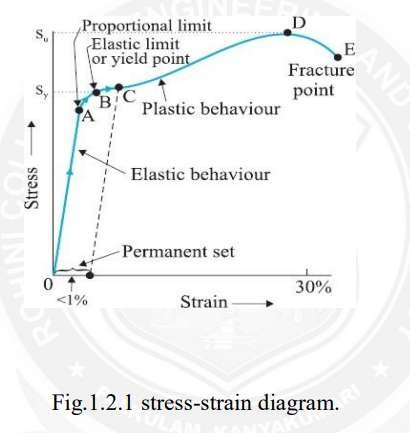 Proportional limit
Elastic limit
or yield point
Su
Sy
A
B
C
D
E
Fracture
point
Plastic behaviour
Elastic behaviour
Stress
Permanent set
0
<1%
Strain
30%
Fig.1.2.1 stress-strain diagram.